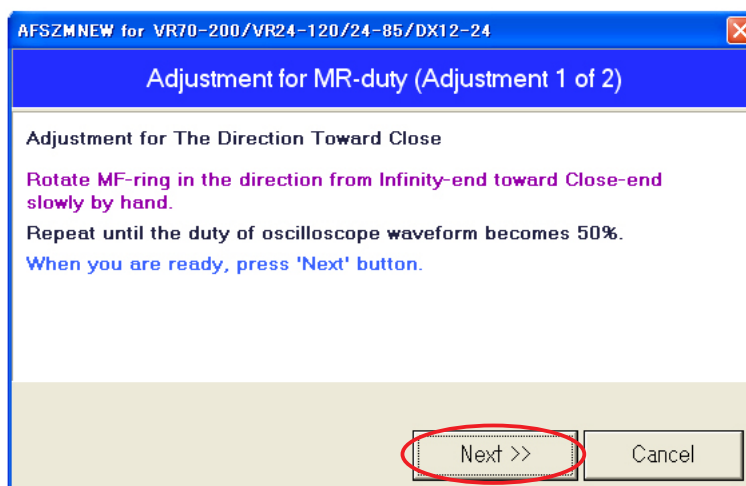 AFSZMNEW for VR70-200/VR24-120/24-85/DX12-24
Adjustment for MR-duty (Adjustment 1 of 2)
Adjustment for The Direction Toward Close
Rotate MF-ring in the direction from Infinity-end toward Close-end
slowly by hand.
Repeat until the duty of oscilloscope waveform becomes 50%.
When you are ready, press 'Next' button.
Next >>
Cancel